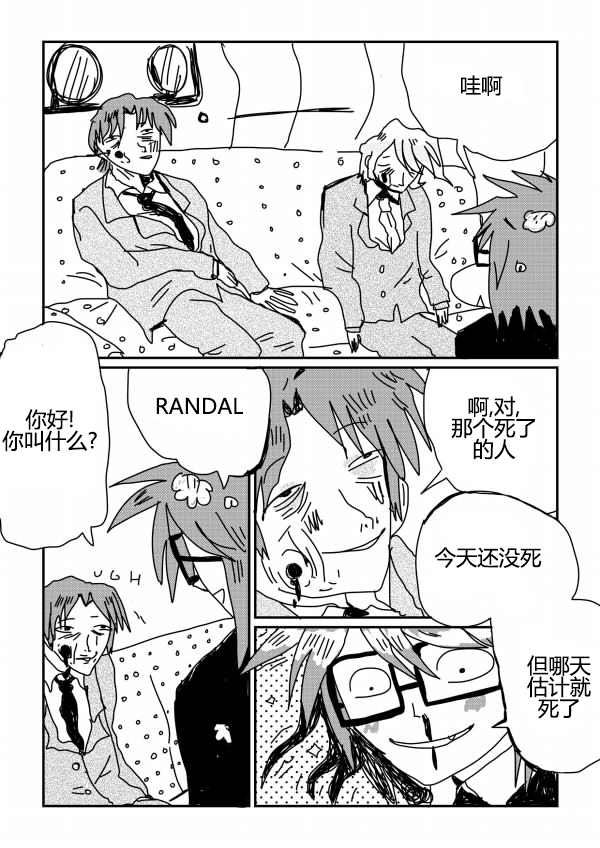 哇啊
你好!
你叫什么?
RANDAL
UGH
啊,对,
那个死了
的人
今天还没死
但哪天
估计就
死了